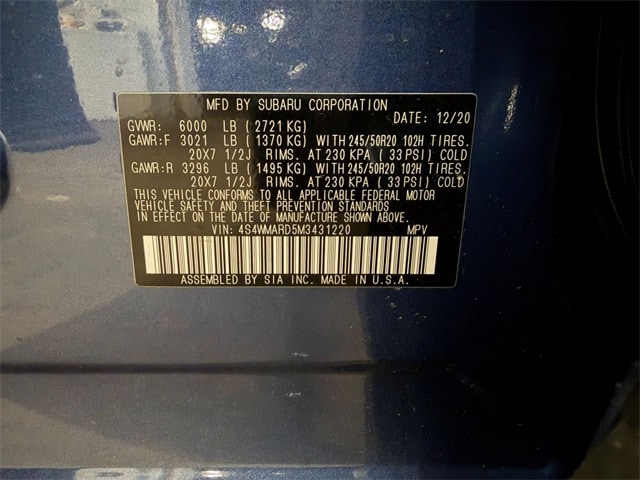 MFD BY SUBARU CORPORATION
DATE: 12/20
GVWR: 6000 LB ( 2721 KG)
GAWR:F 3021 LB ( 1370 KG) WITH 245/50R20 102H TIRES.
20X7 1/2J RIMS. AT 230 KPA ( 33 PSI) COLD
GAWR:R 3296 LB ( 1495 KG) WITH 245/50R20 102H TIRES.
20X7 1/2J RIMS. AT 230 KPA ( 33 PSI) COLD
THIS VEHICLE CONFORMS TO ALL APPLICABLE FEDERAL MOTOR
VEHICLE SAFETY AND THEFT PREVENTION STANDARDS
IN EFFECT ON THE DATE OF MANUFACTURE SHOWN ABOVE.
VIN: 4S4WMARD5M3431220 MPV
ASSEMBLED BY SIA INC. MADE IN U.S.A.